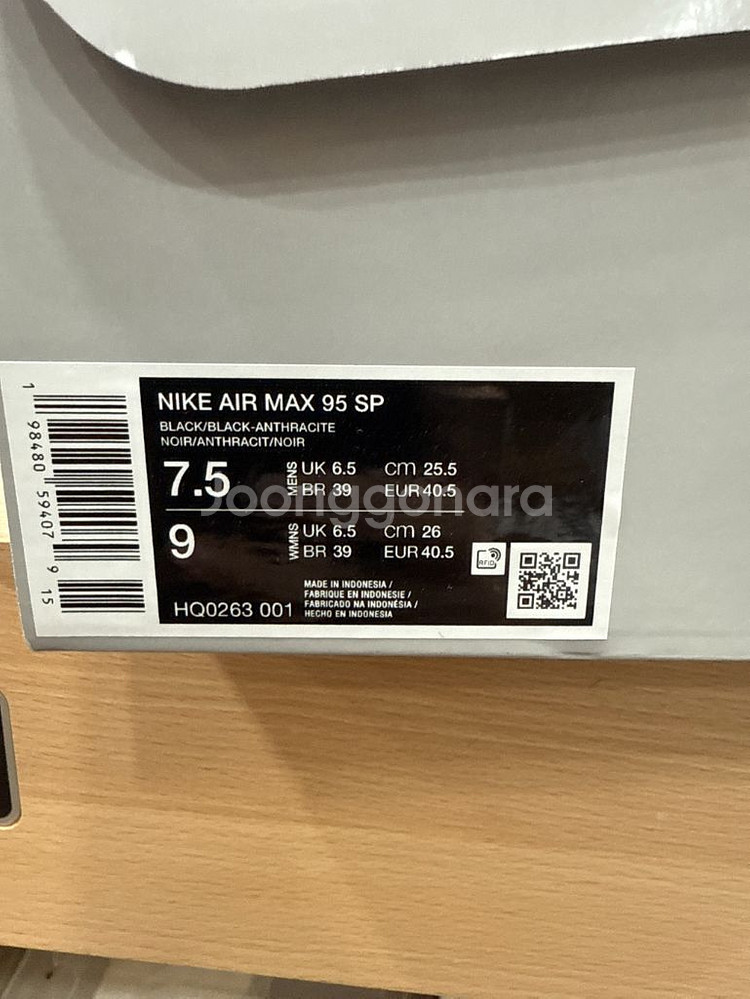 NIKE AIR MAX 95 SP
BLACK/BLACK-ANTHRACITE
NOIR/ANTHRACIT/NOIR
7.5 MENS UK 6.5 cm 25.5
BR 39 EUR 40.5
Joonggonara
9 WMNS UK 6.5 cm 26
BR 39 EUR 40.5
RFID
MADE IN INDONESIA /
FABRIQUE EN INDONESIE /
FABRICADO NA INDONÉSIA /
HECHO EN INDONESIA
HQ0263 001
1 98480 59407 9 15